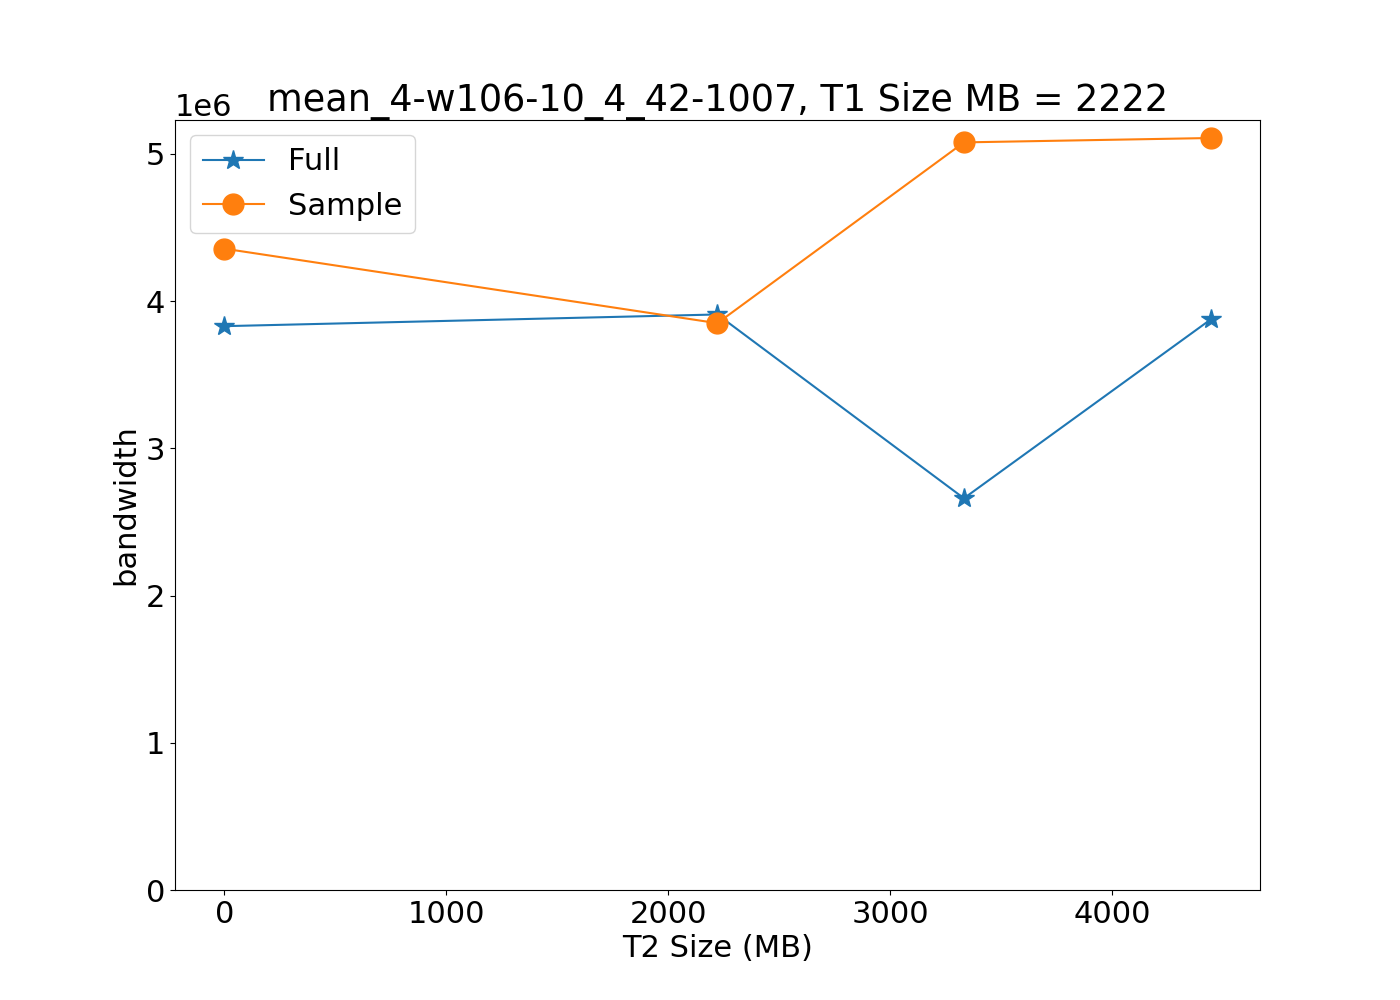 1e6
mean_4-w106-10_4_42-1007, T1 Size MB = 2222
Full
Sample
5
4
3
2
1
0
bandwidth
0 1000 2000 3000 4000
T2 Size (MB)